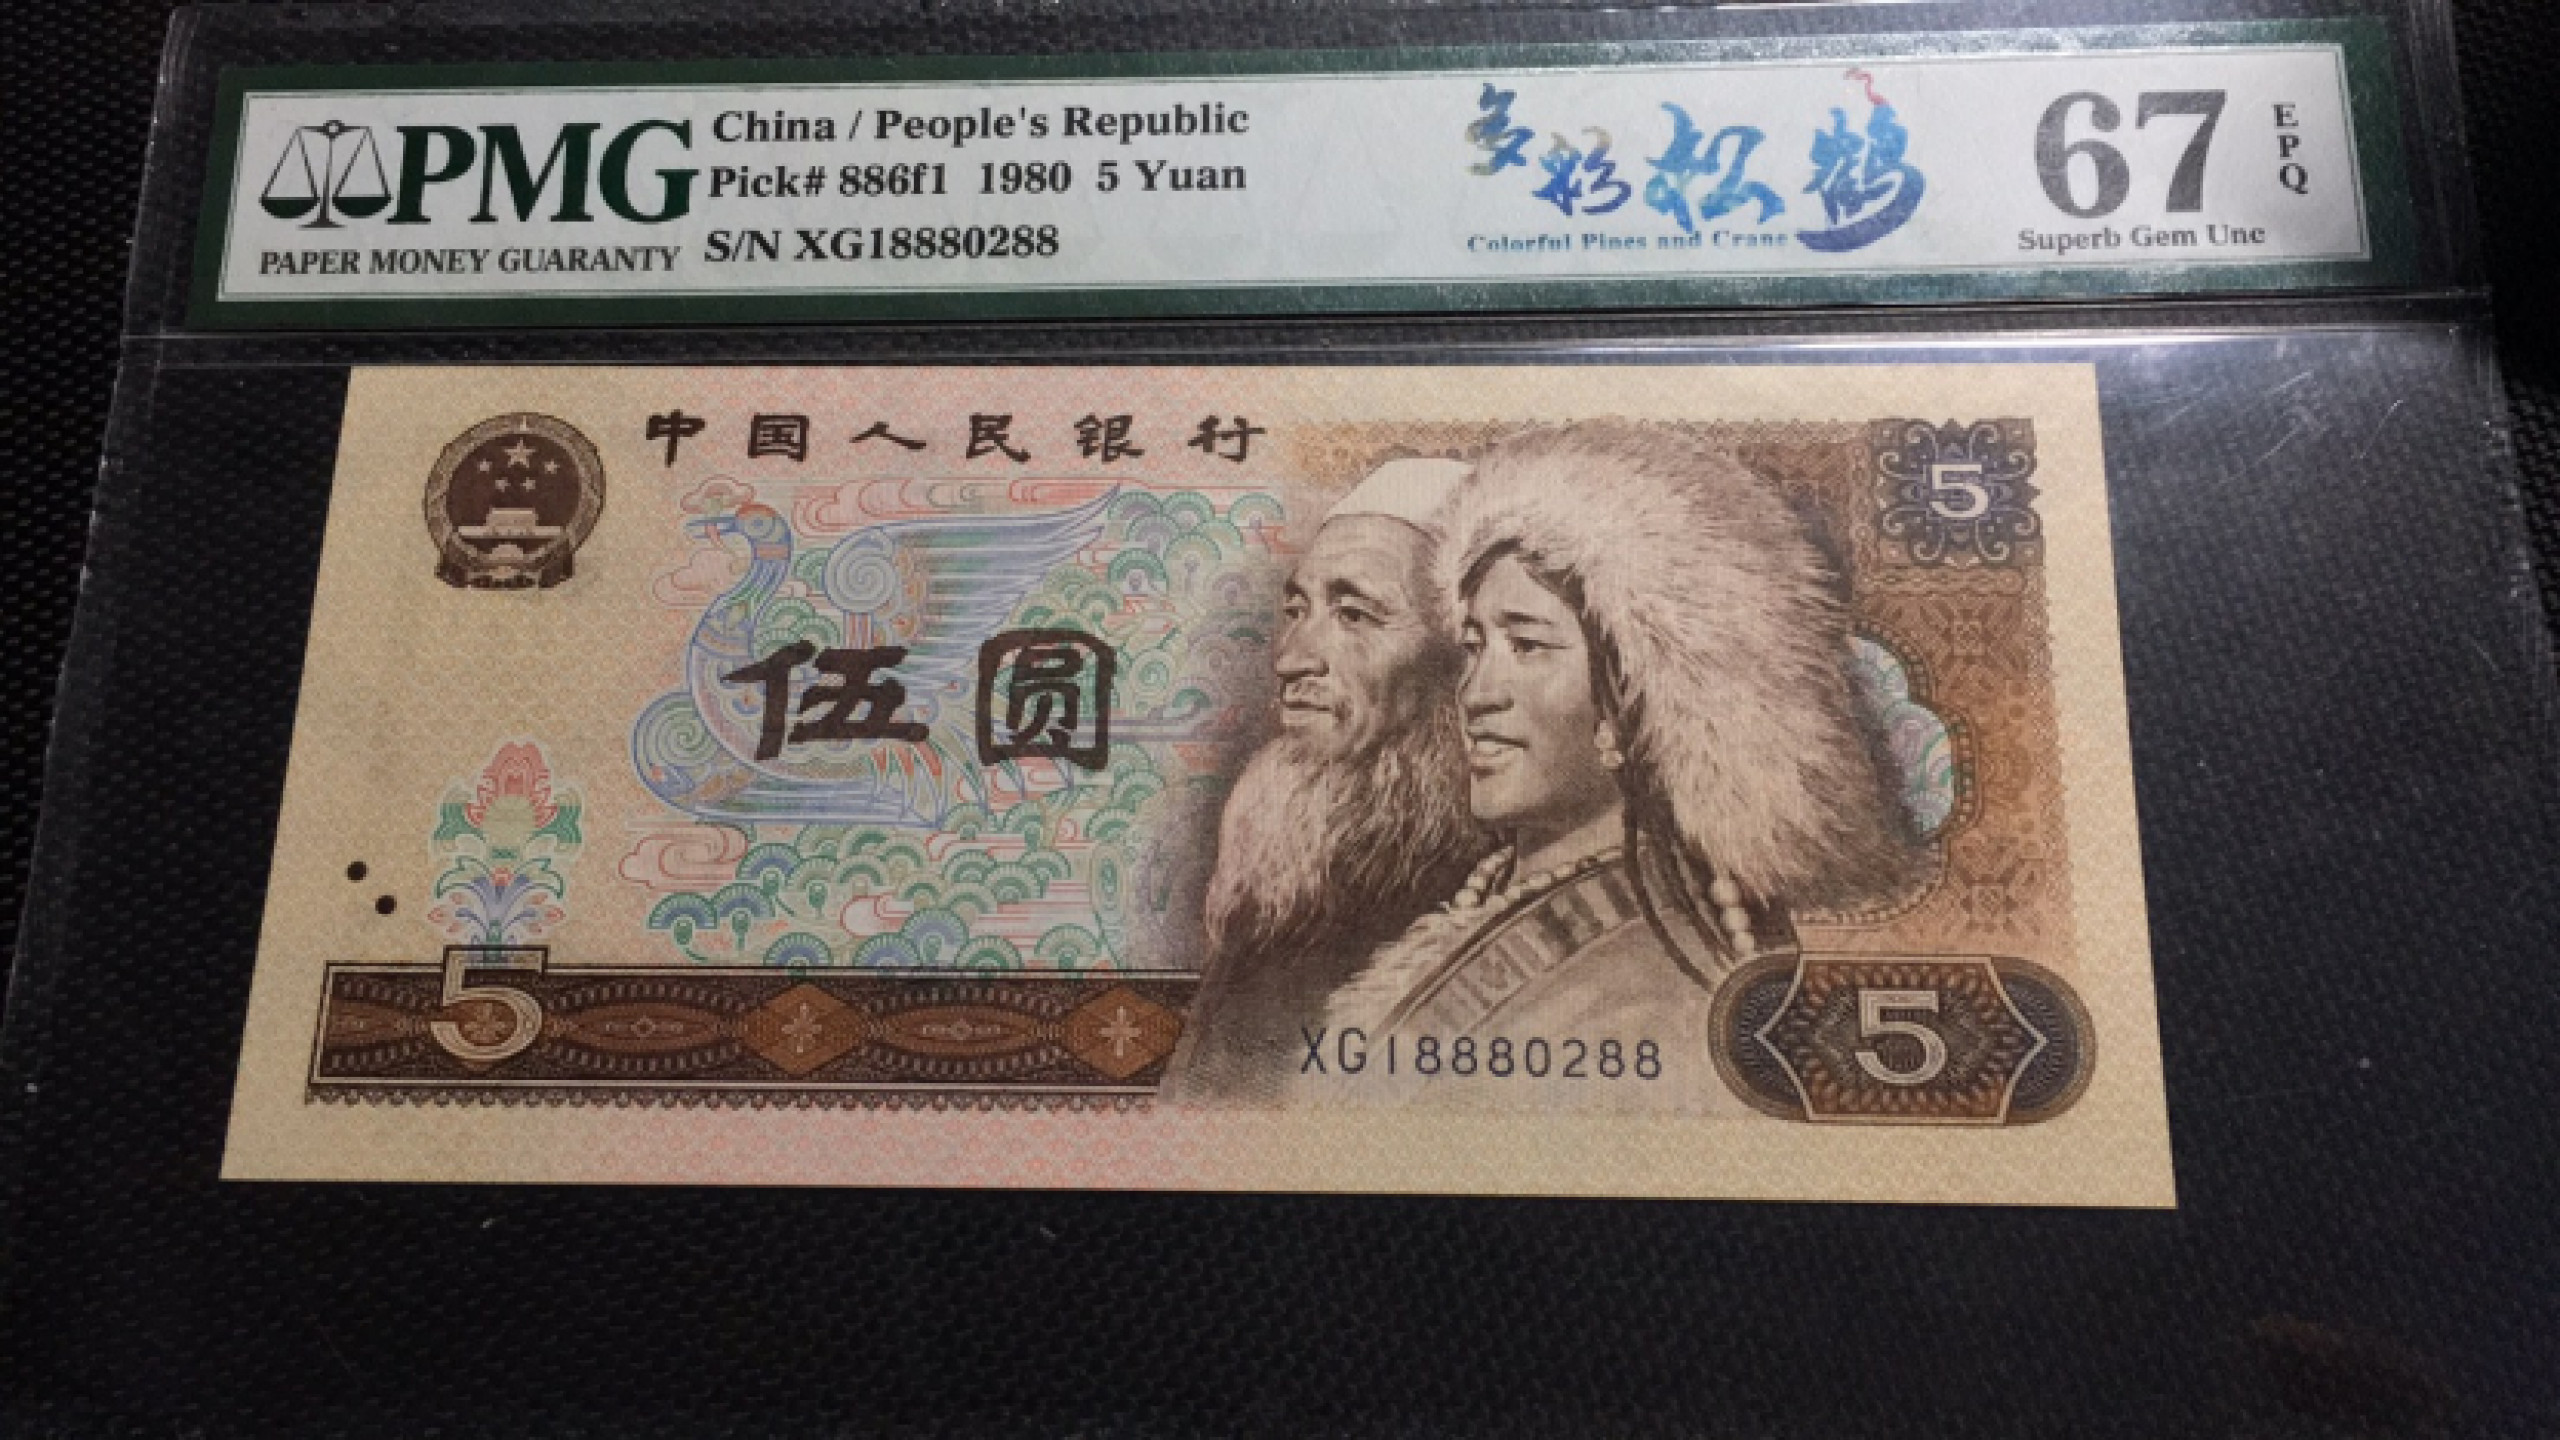 PMG
PAPER MONEY GUARANTY
China / People's Republic
Pick# 886f1 1980 5 Yuan
S/N XG18880288
多彩松鹤
Colorful Pines and Crane
67
EPQ
Superb Gem Unc
中国人民银行
5
伍圆
5
XG18880288
5